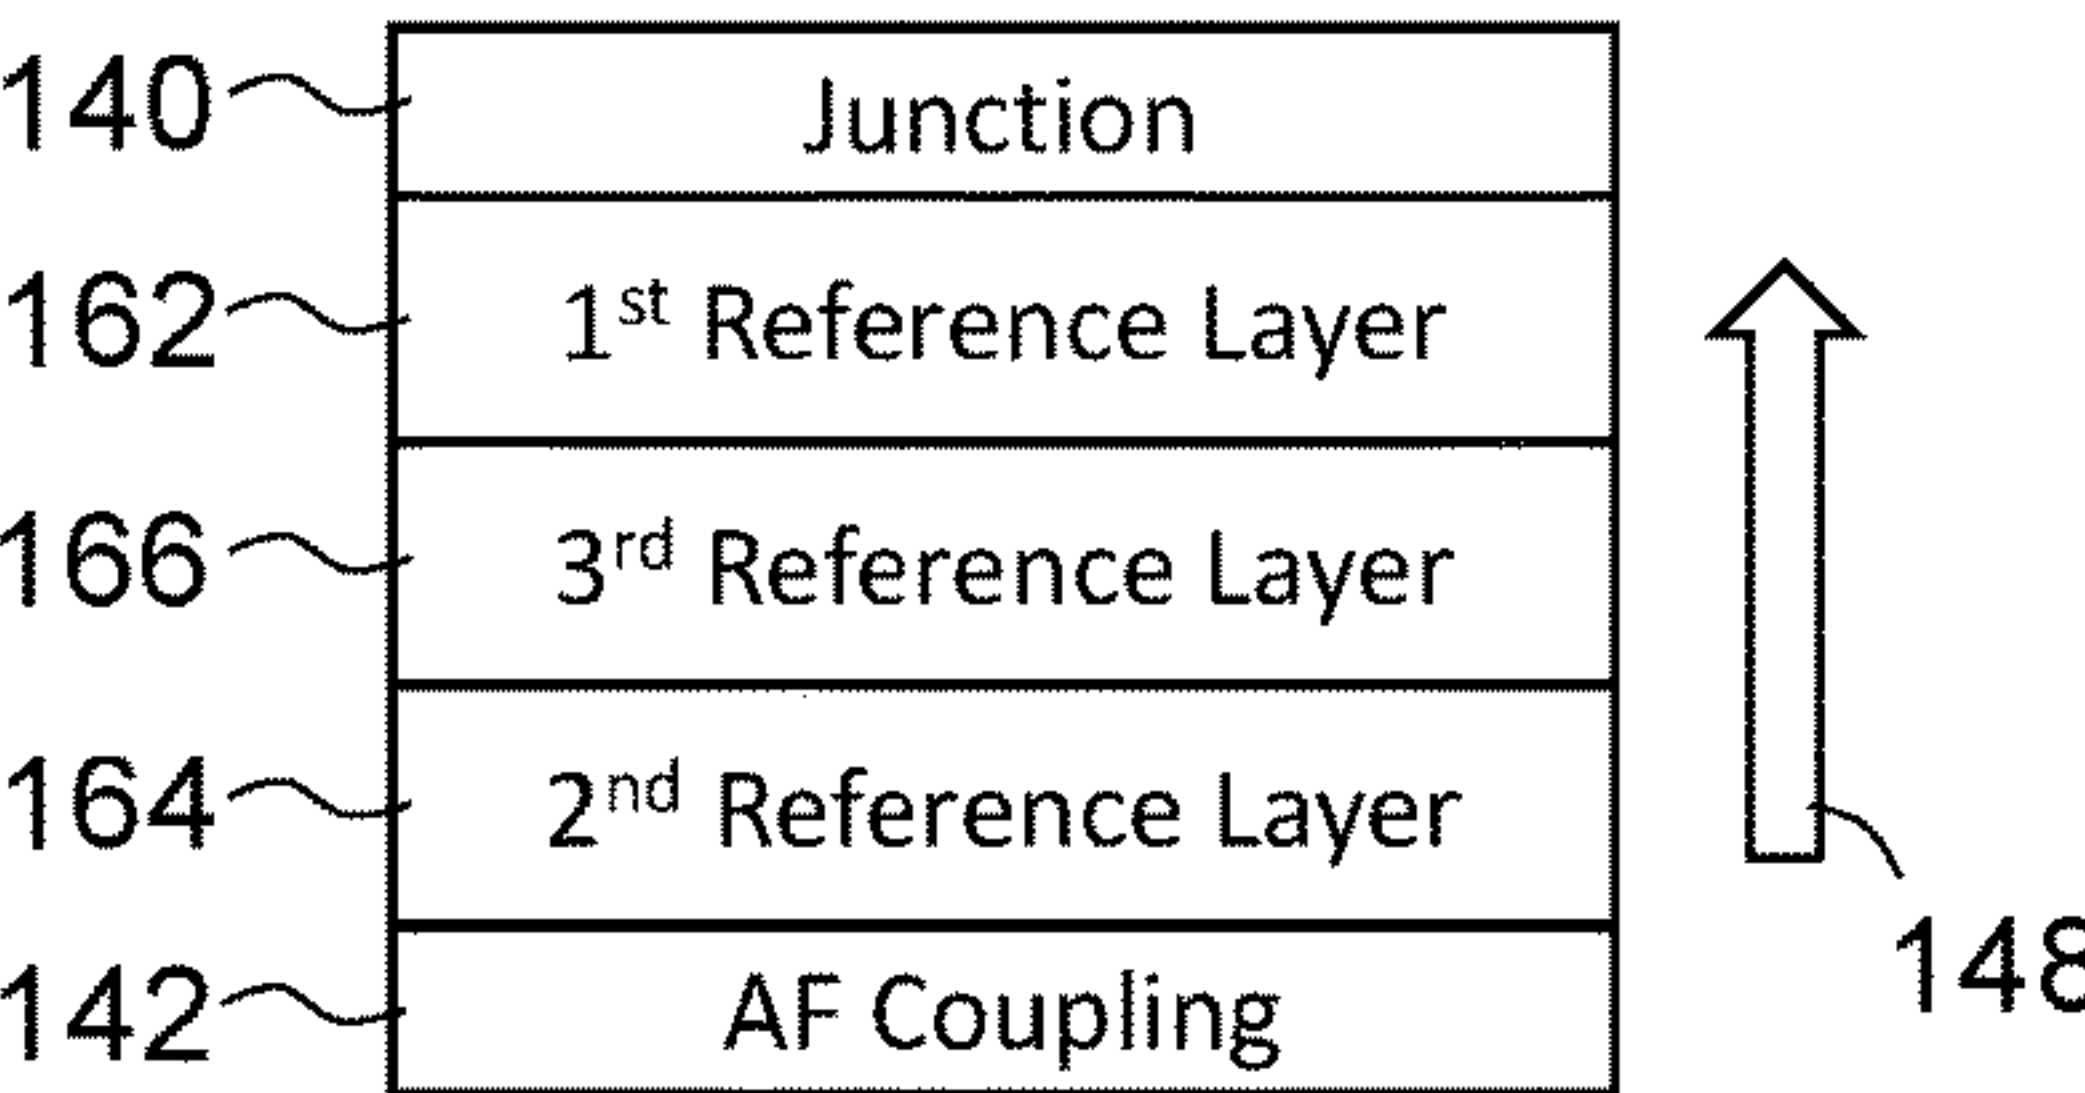 140 Junction
162 1st Reference Layer
166 3rd Reference Layer
164 2nd Reference Layer
148
142 AF Coupling